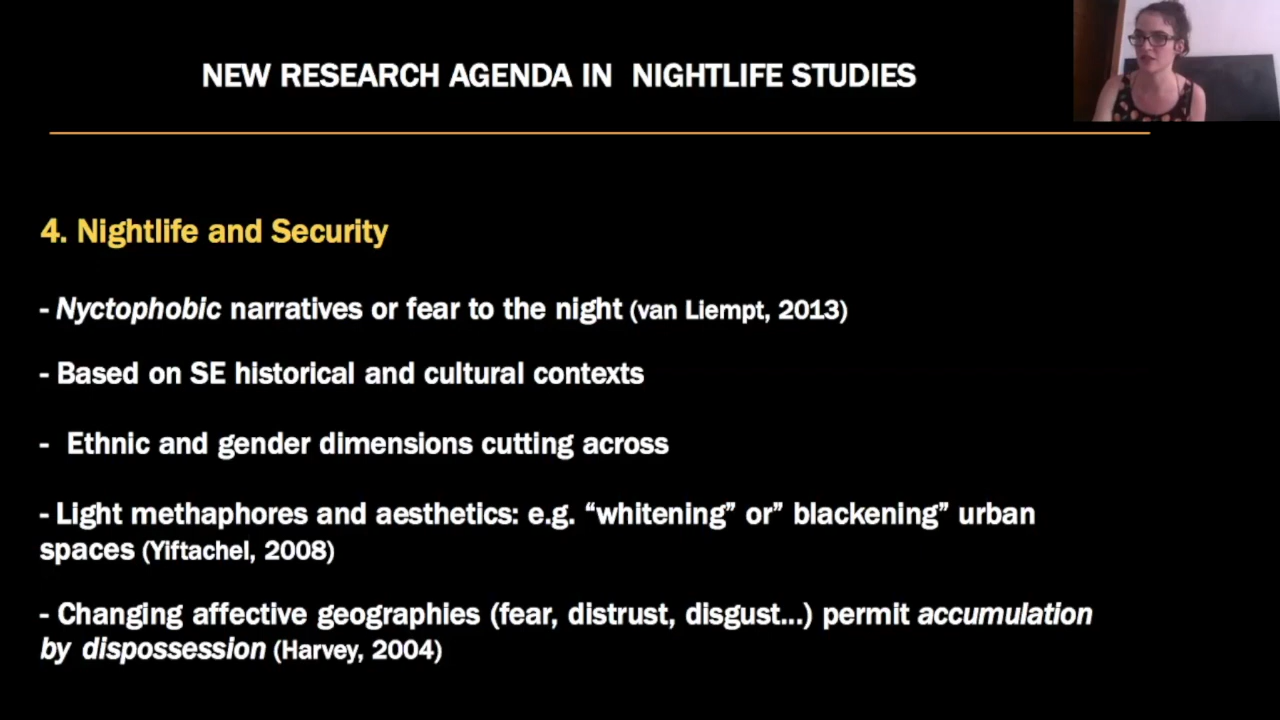 NEW RESEARCH AGENDA IN  NIGHTLIFE STUDIES
4. Nightlife and Security
- Nyctophobic narratives or fear to the night (van Liempt, 2013)
- Based on SE historical and cultural contexts
-  Ethnic and gender dimensions cutting across
- Light methaphores and aesthetics: e.g. “whitening” or” blackening” urban
spaces (Yiftachel, 2008)
- Changing affective geographies (fear, distrust, disgust...) permit accumulation
by dispossession (Harvey, 2004)